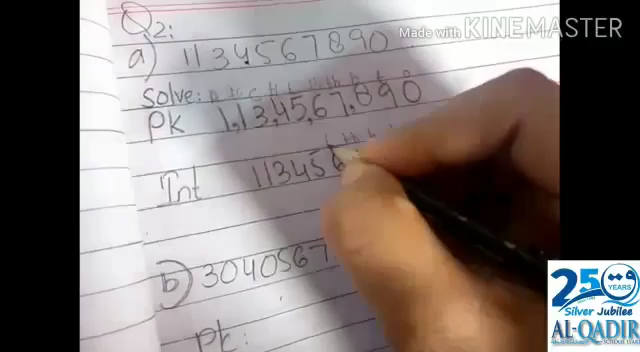 Made with KINEMASTER
Q2:
a) 1134567890
Solve:
PK 1,13,45,67,890
Int 113456
b) 3040567
Pk:
250
YEARS
Silver Jubilee
AL-QADIR